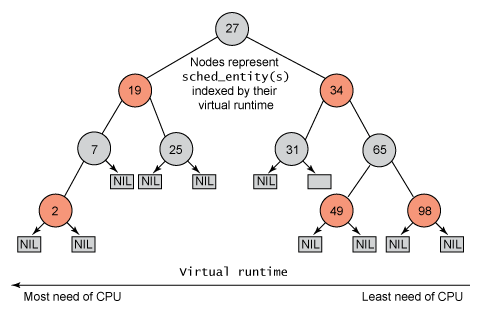 27
Nodes represent
sched_entity(s)
indexed by their
virtual runtime
19
34
7
25
31
65
NIL
NIL
NIL
NIL
2
49
98
NIL
NIL
NIL
NIL
NIL
NIL
Virtual runtime
Most need of CPU
Least need of CPU